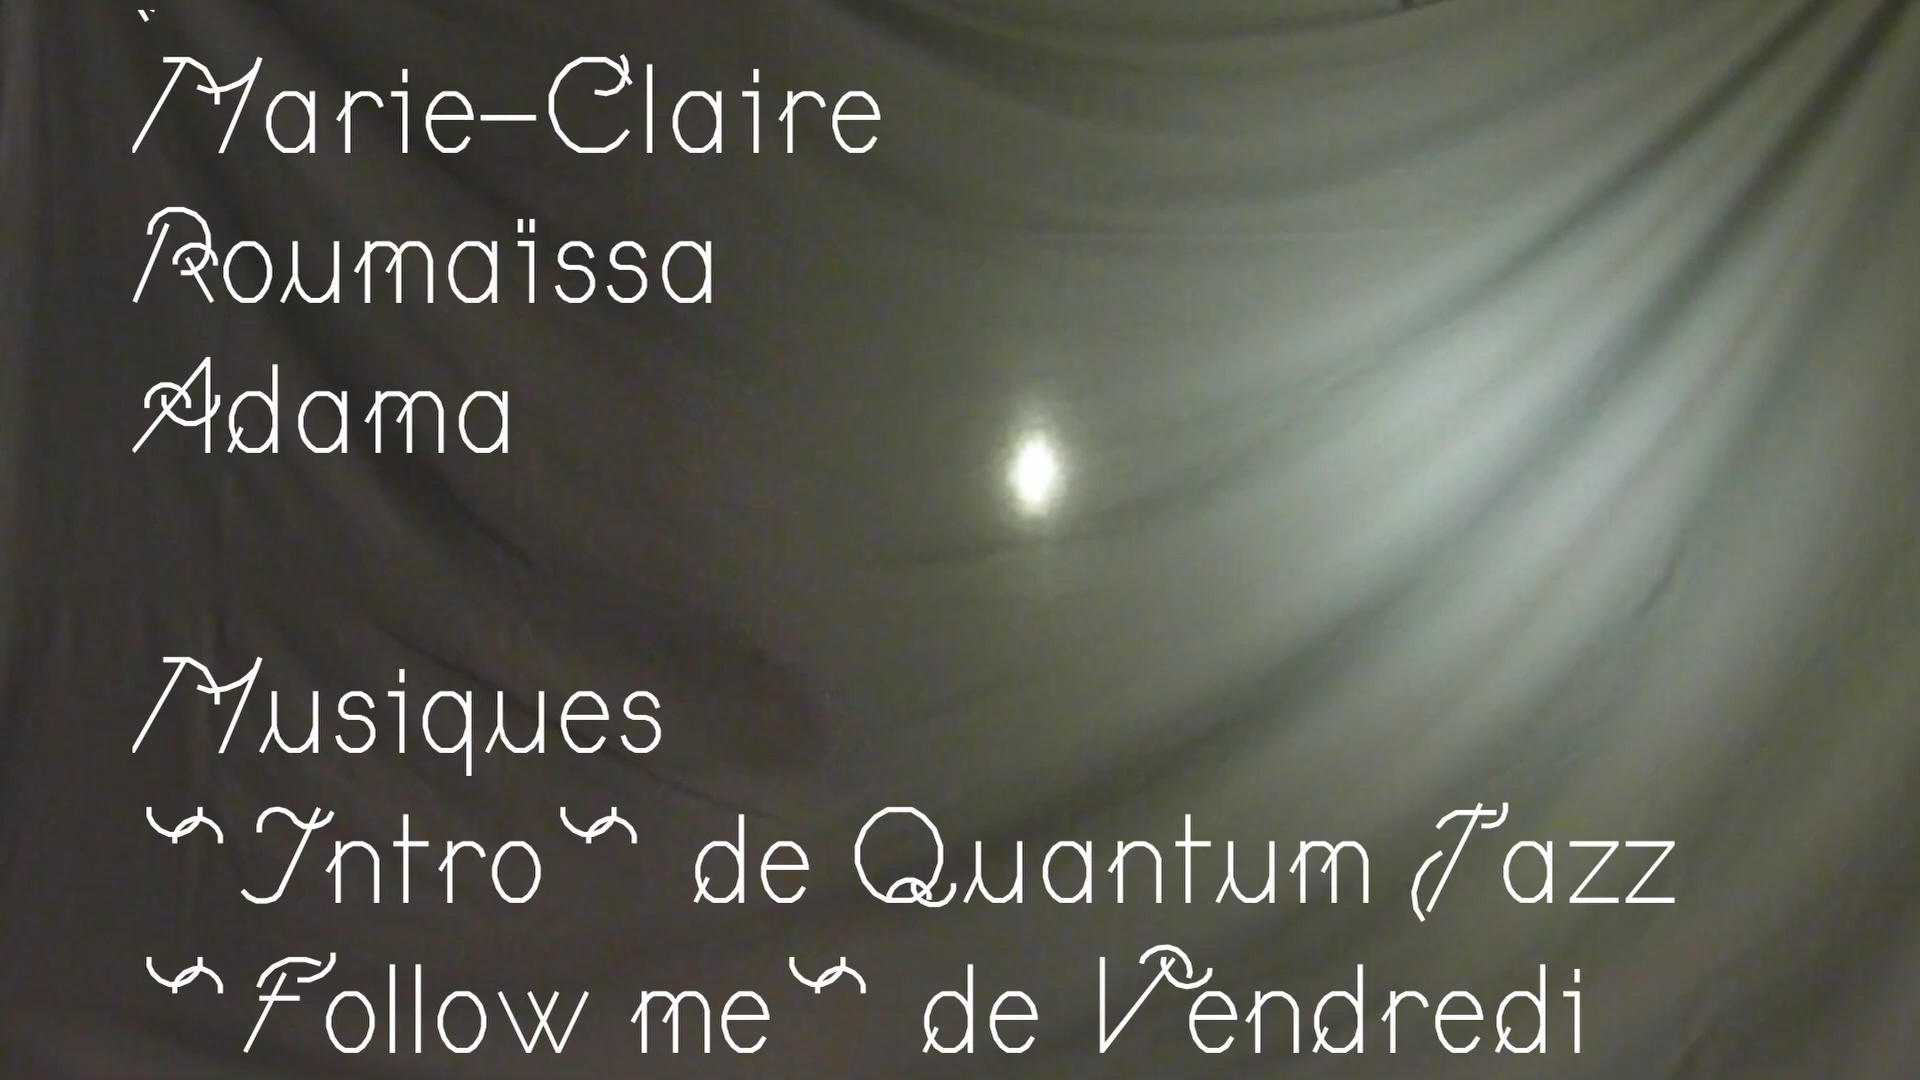 Marie-Claire
Roumaïssa
Adama
Musiques
"Intro" de Quantum Jazz
"Follow me" de Vendredi